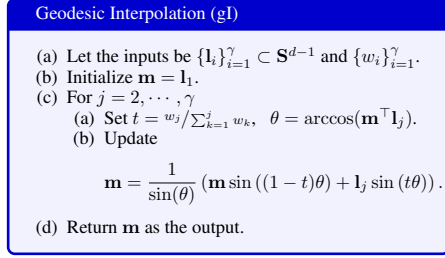 Geodesic Interpolation (gI)
(a) Let the inputs be {l_i}_{i=1}^γ ⊂ S^{d−1} and {w_i}_{i=1}^γ.
(b) Initialize m = l_1.
(c) For j = 2, ⋯ , γ
(a) Set t = w_j/∑_{k=1}^j w_k, θ = arccos(m^⊤ l_j).
(b) Update
m = 1/sin(θ) (m sin ((1 − t)θ) + l_j sin (tθ)) .
(d) Return m as the output.